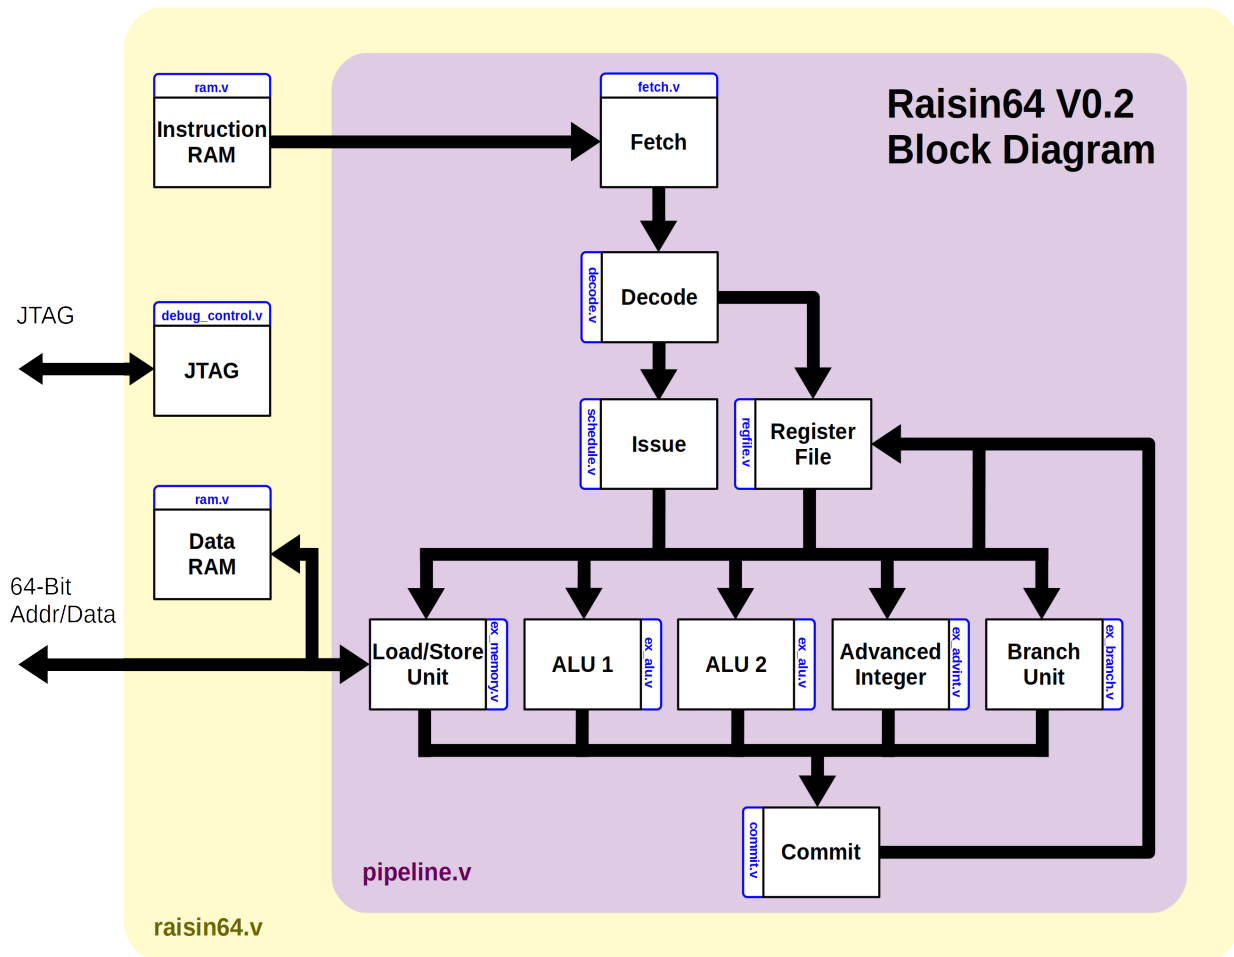 ram.v
Instruction
RAM
fetch.v
Fetch
Raisin64 V0.2
Block Diagram
decode.v
Decode
JTAG
debug_control.v
JTAG
schedule.v
Issue
regfile.v
Register
File
ram.v
Data
RAM
64-Bit
Addr/Data
Load/Store
Unit
ex_memory.v
ALU 1
ex_alu.v
ALU 2
ex_alu.v
Advanced
Integer
ex_advint.v
Branch
Unit
ex_branch.v
commit.v
Commit
pipeline.v
raisin64.v